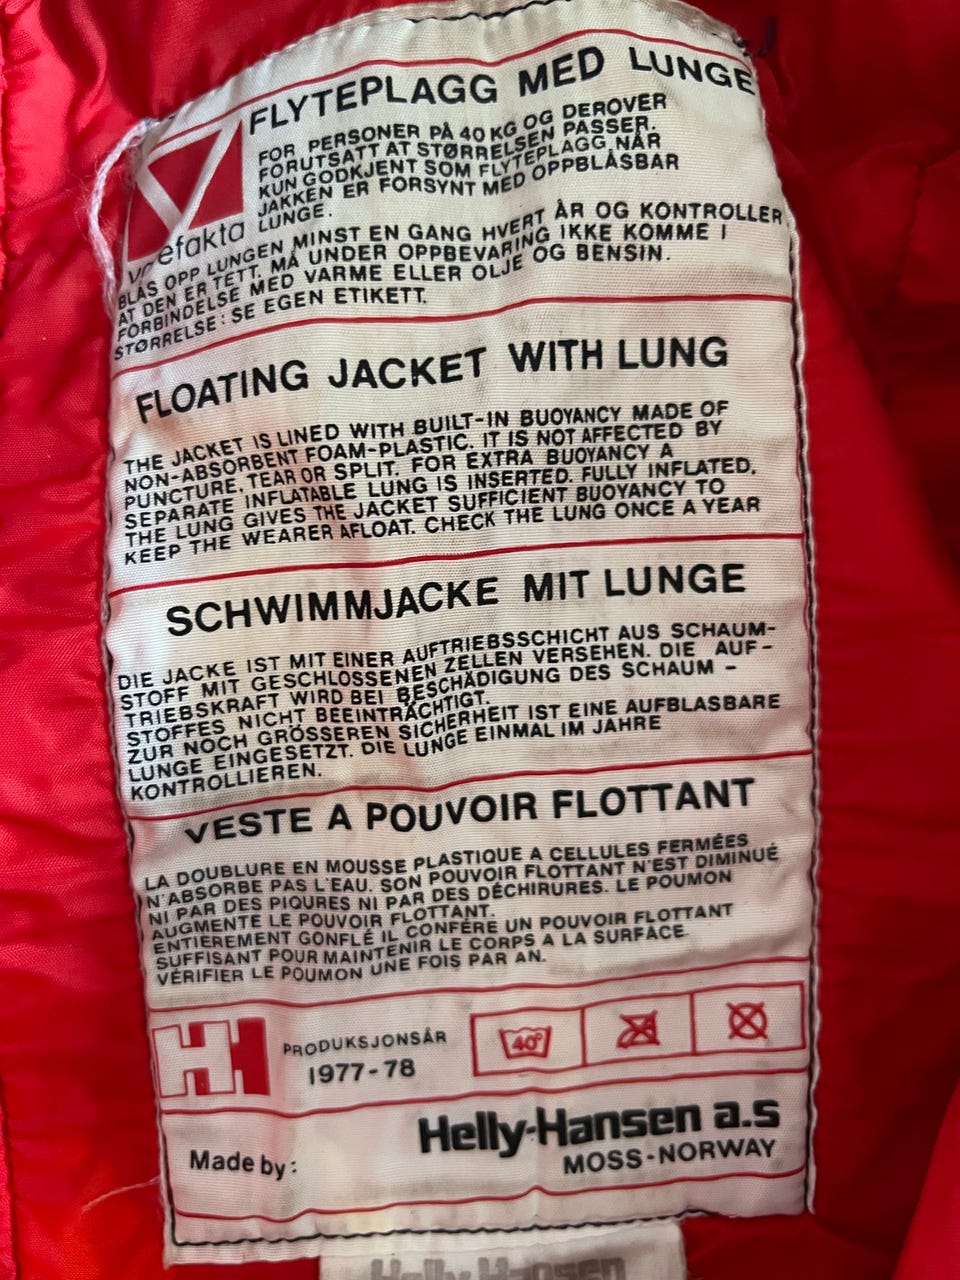 FLYTEPLAGG MED LUNGE
FOR PERSONER PÅ 40 KG OG DEROVER
FORUTSATT AT STØRRELSEN PASSER.
KUN GODKJENT SOM FLYTEPLAGG NÅR
JAKKEN ER FORSYNT MED OPPBLÅSBAR
LUNGE.
efakta
BLÅS OPP LUNGEN MINST EN GANG HVERT ÅR OG KONTROLLER
AT DEN ER TETT. MÅ UNDER OPPBEVARING IKKE KOMME I
FORBINDELSE MED VARME ELLER OLJE OG BENSIN.
STØRRELSE: SE EGEN ETIKETT.
FLOATING JACKET WITH LUNG
THE JACKET IS LINED WITH BUILT-IN BUOYANCY MADE OF
NON-ABSORBENT FOAM-PLASTIC. IT IS NOT AFFECTED BY
PUNCTURE, TEAR OR SPLIT. FOR EXTRA BUOYANCY A
SEPARATE INFLATABLE LUNG IS INSERTED. FULLY INFLATED,
THE LUNG GIVES THE JACKET SUFFICIENT BUOYANCY TO
KEEP THE WEARER AFLOAT. CHECK THE LUNG ONCE A YEAR
SCHWIMMJACKE MIT LUNGE
DIE JACKE IST MIT EINER AUFTRIEBSSCHICHT AUS SCHAUM-
STOFF MIT GESCHLOSSENEN ZELLEN VERSEHEN. DIE AUF-
TRIEBSKRAFT WIRD BEI BESCHÄDIGUNG DES SCHAUM-
STOFFES NICHT BEEINTRÄCHTIGT.
ZUR NOCH GRÖSSEREN SICHERHEIT IST EINE AUFBLASBARE
LUNGE EINGESETZT. DIE LUNGE EINMAL IM JAHRE
KONTROLLIEREN.
VESTE A POUVOIR FLOTTANT
LA DOUBLURE EN MOUSSE PLASTIQUE A CELLULES FERMÉES
N'ABSORBE PAS L'EAU. SON POUVOIR FLOTTANT N'EST DIMINUÉ
NI PAR DES PIQURES NI PAR DES DÉCHIRURES. LE POUMON
AUGMENTE LE POUVOIR FLOTTANT.
ENTIEREMENT GONFLÉ IL CONFÈRE UN POUVOIR FLOTTANT
SUFFISANT POUR MAINTENIR LE CORPS A LA SURFACE.
VÉRIFIER LE POUMON UNE FOIS PAR AN.
HH PRODUKSJONSÅR
1977-78
40°
Helly-Hansen a.s
Made by: MOSS-NORWAY
Helly Hansen